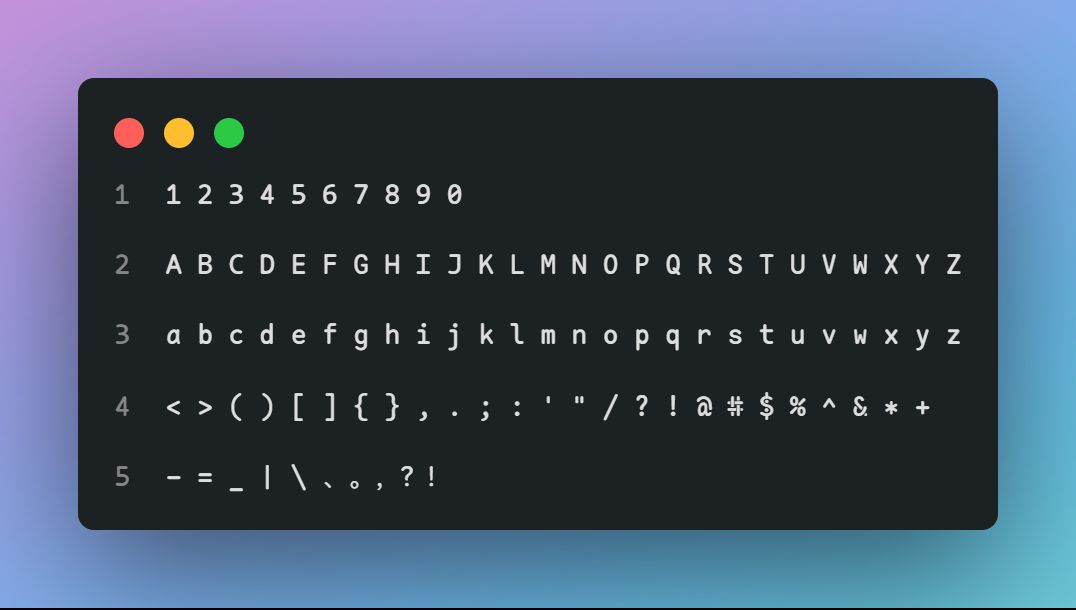 1 1 2 3 4 5 6 7 8 9 0
2 A B C D E F G H I J K L M N O P Q R S T U V W X Y Z
3 a b c d e f g h i j k l m n o p q r s t u v w x y z
4 < > ( ) [ ] { } , . ; : ' " / ? ! @ # $ % ^ & * +
5 - = _ | \ 、。，？！